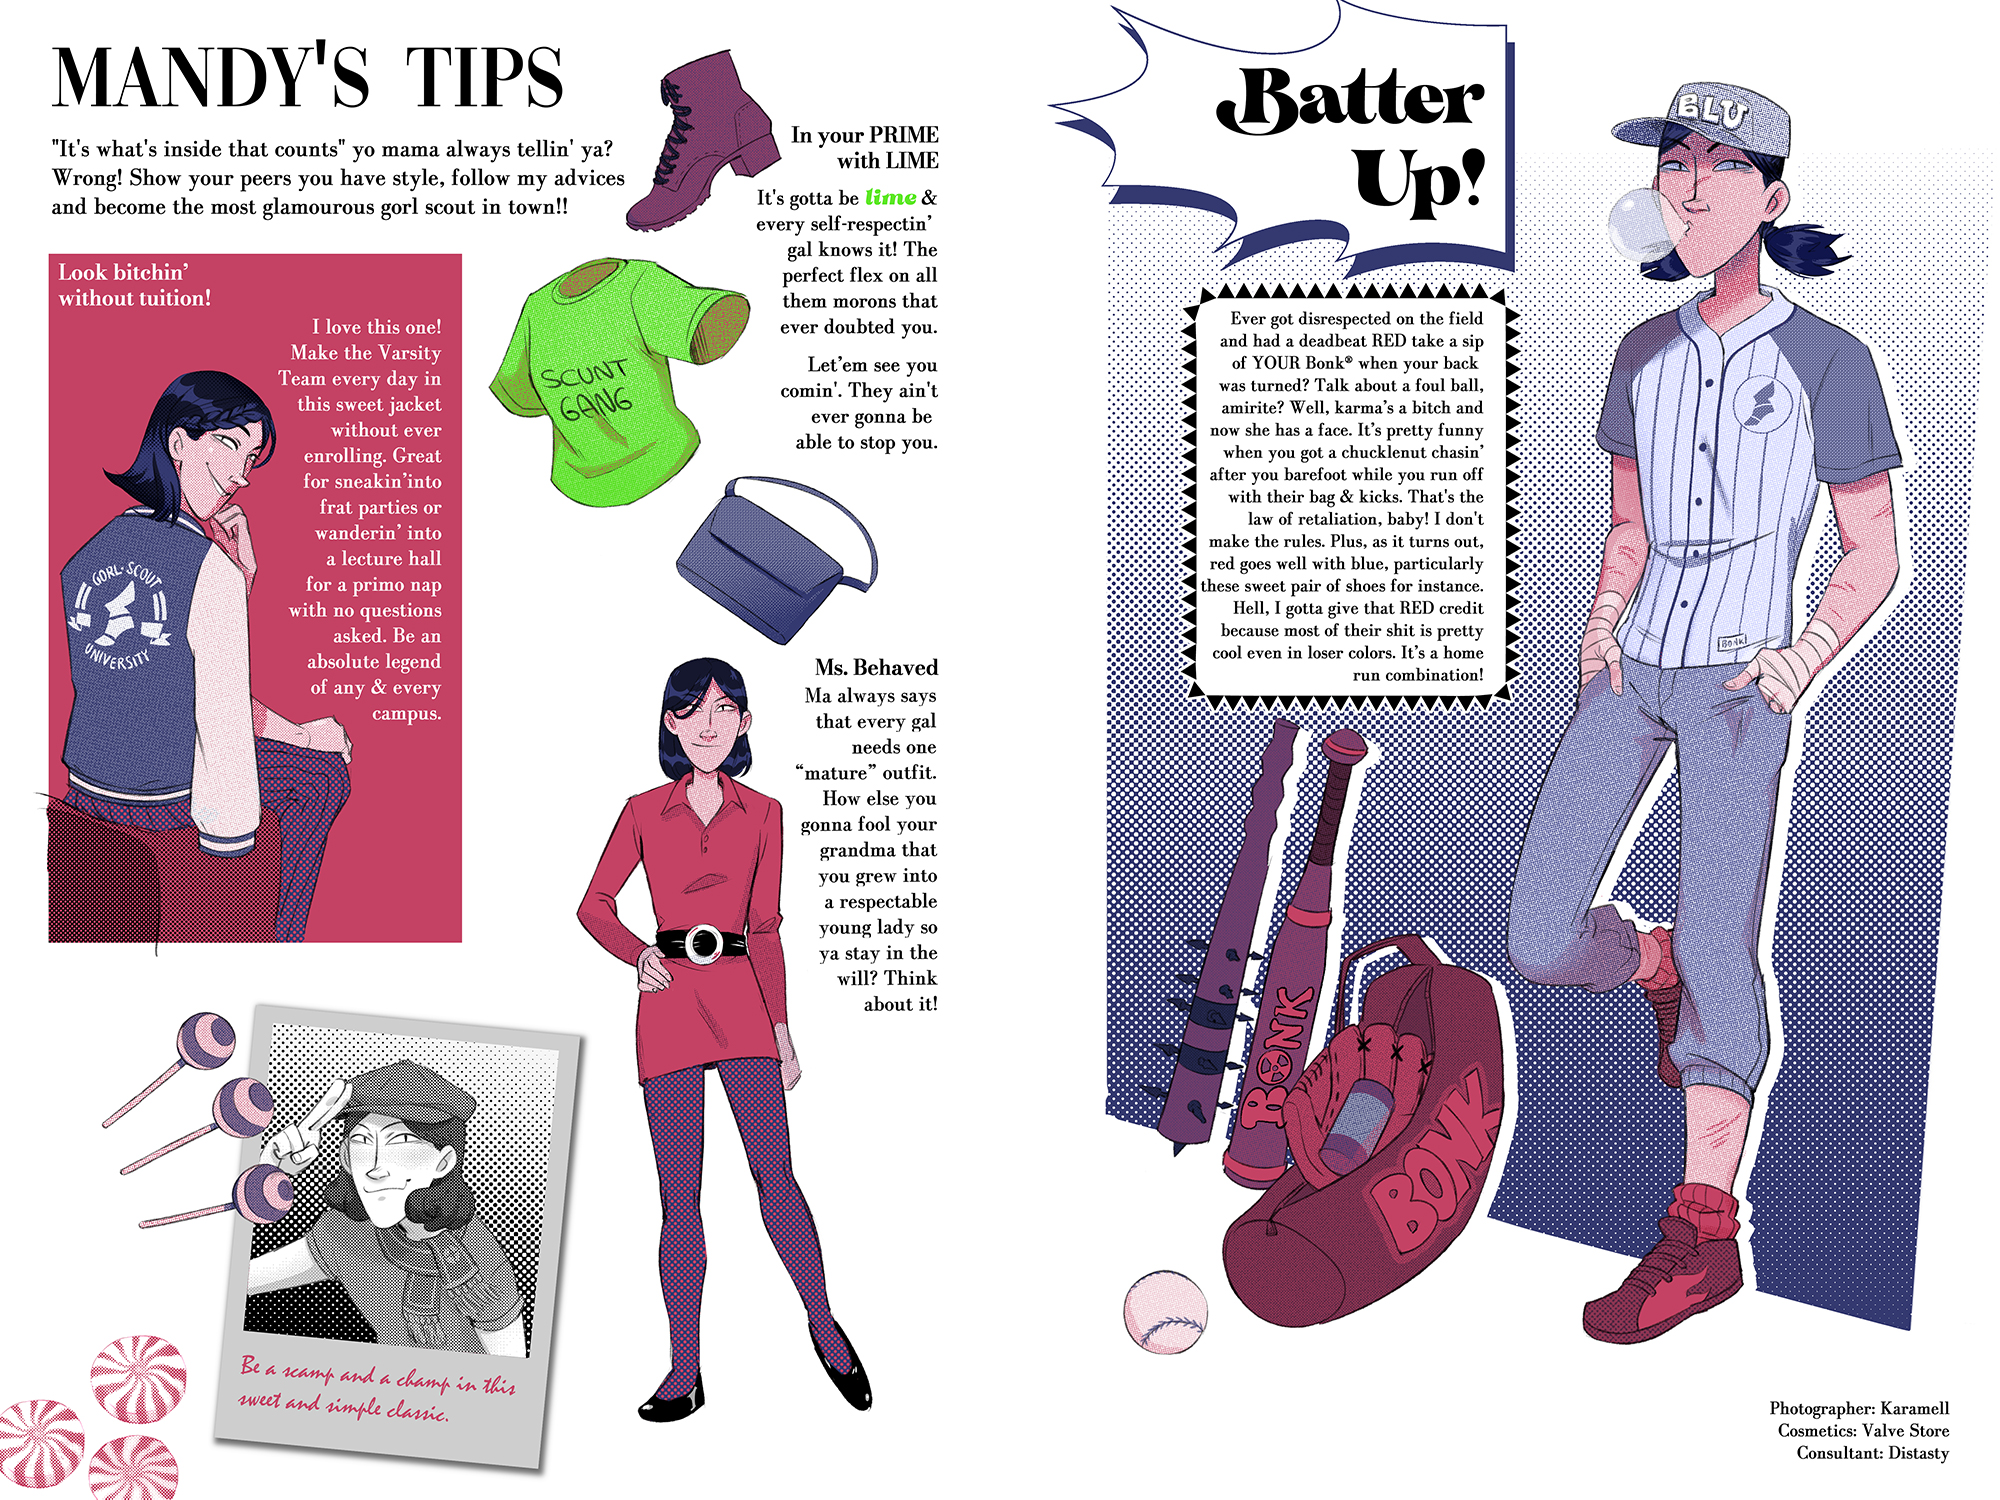 MANDY'S TIPS
"It's what's inside that counts" yo mama always tellin' ya?
Wrong! Show your peers you have style, follow my advices
and become the most glamourous gorl scout in town!!
Look bitchin’
without tuition!
I love this one!
Make the Varsity
Team every day in
this sweet jacket
without ever
enrolling. Great
for sneakin’into
frat parties or
wanderin’ into
a lecture hall
for a primo nap
with no questions
asked. Be an
absolute legend
of any & every
campus.
GORL·SCOUT
UNIVERSITY
In your PRIME
with LIME
It's gotta be lime &
every self-respectin’
gal knows it! The
perfect flex on all
them morons that
ever doubted you.
Let’em see you
comin'. They ain't
ever gonna be
able to stop you.
SCUNT
GANG
Ms. Behaved
Ma always says
that every gal
needs one
“mature” outfit.
How else you
gonna fool your
grandma that
you grew into
a respectable
young lady so
ya stay in the
will? Think
about it!
Be a scamp and a champ in this
sweet and simple classic.
Batter
Up!
Ever got disrespected on the field
and had a deadbeat RED take a sip
of YOUR Bonk® when your back
was turned? Talk about a foul ball,
amirite? Well, karma’s a bitch and
now she has a face. It’s pretty funny
when you got a chucklenut chasin’
after you barefoot while you run off
with their bag & kicks. That's the
law of retaliation, baby! I don't
make the rules. Plus, as it turns out,
red goes well with blue, particularly
these sweet pair of shoes for instance.
Hell, I gotta give that RED credit
because most of their shit is pretty
cool even in loser colors. It’s a home
run combination!
BLU
BONK
BONK
BONK
Photographer: Karamell
Cosmetics: Valve Store
Consultant: Distasty